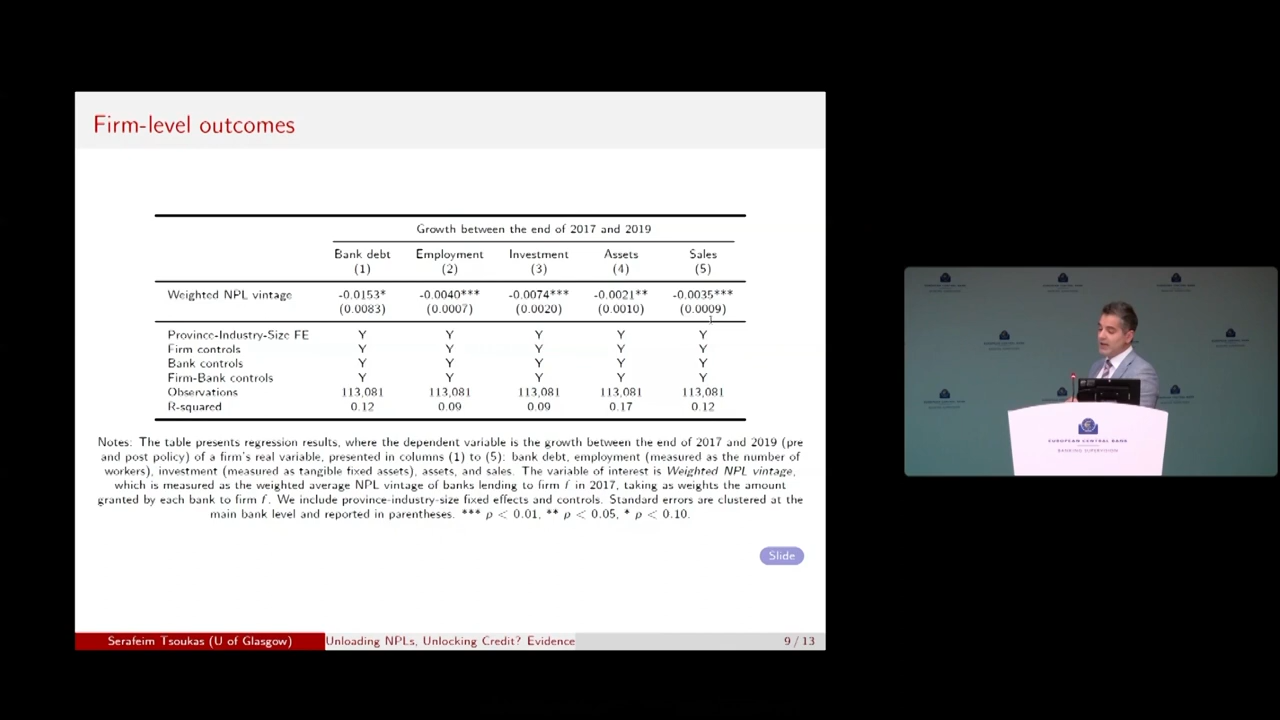 Firm-level outcomes
Growth between the end of 2017 and 2019
Bank debt Employment Investment Assets Sales
(1) (2) (3) (4) (5)
Weighted NPL vintage -0.0153* -0.0040*** -0.0074*** -0.0021** -0.0035***
(0.0083) (0.0007) (0.0020) (0.0010) (0.0009)
Province-Industry-Size FE Y Y Y Y Y
Firm controls Y Y Y Y Y
Bank controls Y Y Y Y Y
Firm-Bank controls Y Y Y Y Y
Observations 113,081 113,081 113,081 113,081 113,081
R-squared 0.12 0.09 0.09 0.17 0.12
Notes: The table presents regression results, where the dependent variable is the growth between the end of 2017 and 2019 (pre
and post policy) of a firm's real variable, presented in columns (1) to (5): bank debt, employment (measured as the number of
workers), investment (measured as tangible fixed assets), assets, and sales. The variable of interest is Weighted NPL vintage,
which is measured as the weighted average NPL vintage of banks lending to firm f in 2017, taking as weights the amount
granted by each bank to firm f. We include province-industry-size fixed effects and controls. Standard errors are clustered at the
main bank level and reported in parentheses. *** p < 0.01, ** p < 0.05, * p < 0.10.
Slide
Serafeim Tsoukas (U of Glasgow) Unloading NPLs, Unlocking Credit? Evidence 9 / 13
EUROPEAN CENTRAL BANK
BANKING SUPERVISION